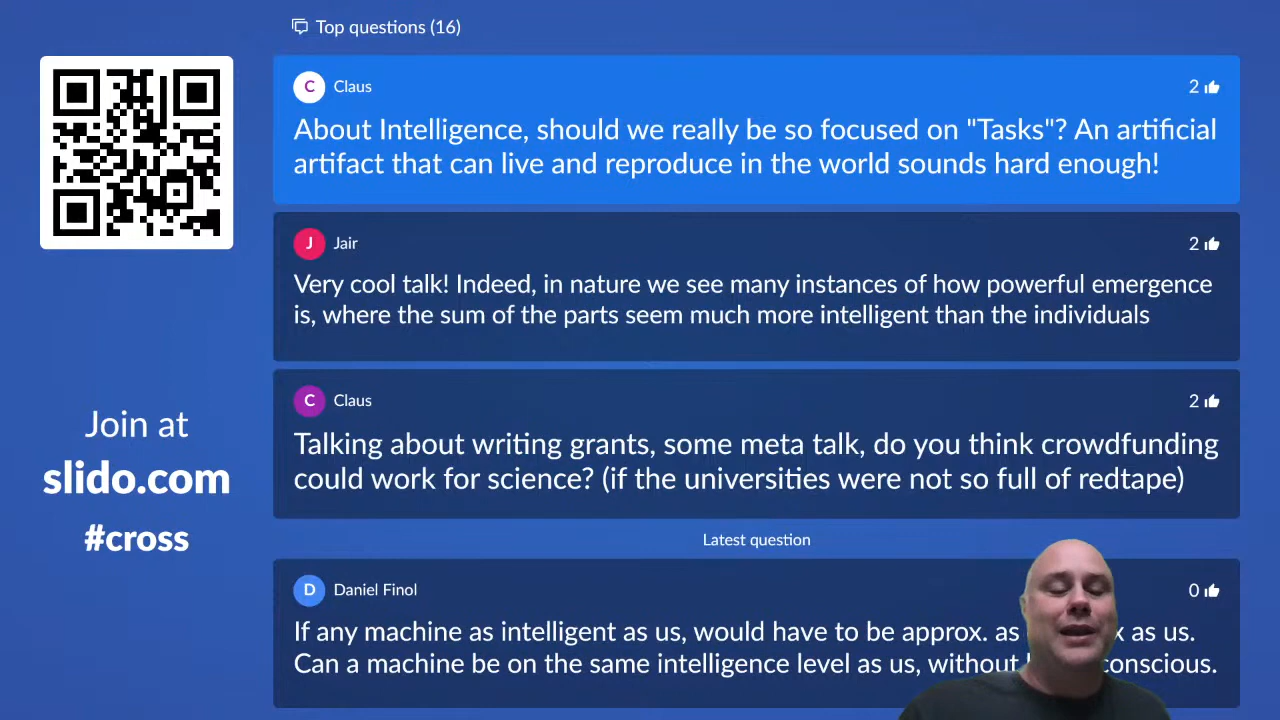 Top questions (16)
C Claus 2
About Intelligence, should we really be so focused on "Tasks"? An artificial
artifact that can live and reproduce in the world sounds hard enough!
J Jair 2
Very cool talk! Indeed, in nature we see many instances of how powerful emergence
is, where the sum of the parts seem much more intelligent than the individuals
C Claus 2
Talking about writing grants, some meta talk, do you think crowdfunding
could work for science? (if the universities were not so full of redtape)
Latest question
D Daniel Finol 0
If any machine as intelligent as us, would have to be approx. as x as us.
Can a machine be on the same intelligence level as us, without conscious.
Join at
slido.com
#cross